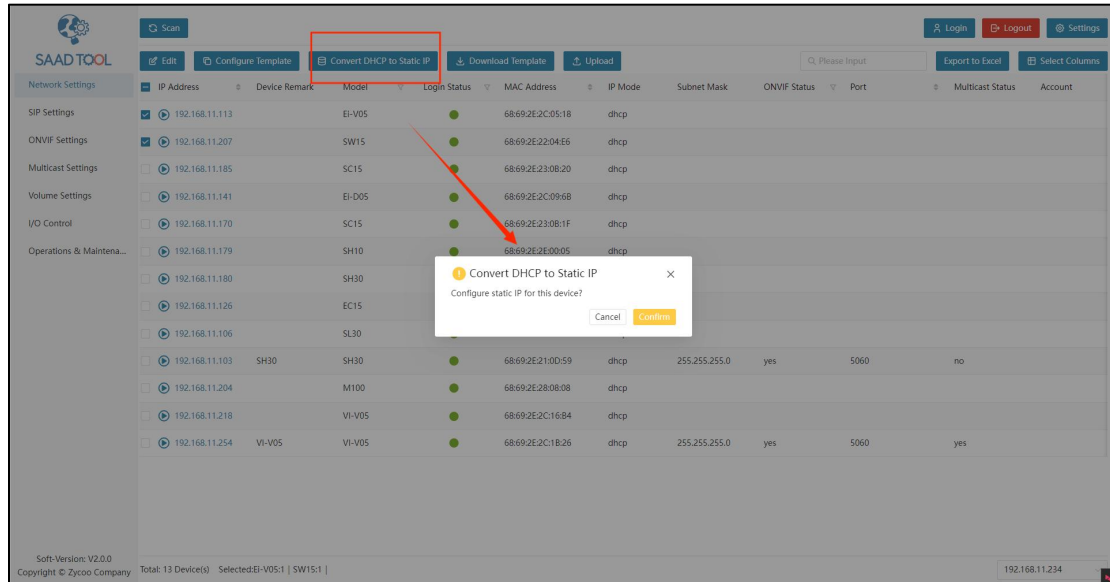 SAAD TOOL
Scan
Login
Logout
Settings
Edit
Configure Template
Convert DHCP to Static IP
Download Template
Upload
Please Input
Export to Excel
Select Columns
Network Settings
SIP Settings
ONVIF Settings
Multicast Settings
Volume Settings
I/O Control
Operations & Maintena...
IP Address Device Remark Model Login Status MAC Address IP Mode Subnet Mask ONVIF Status Port Multicast Status Account
192.168.11.113 EI-V05 68:69:2E:2C:05:18 dhcp
192.168.11.207 SW15 68:69:2E:22:04:E6 dhcp
192.168.11.185 SC15 68:69:2E:23:0B:20 dhcp
192.168.11.141 EI-D05 68:69:2E:2C:09:6B dhcp
192.168.11.170 SC15 68:69:2E:23:0B:1F dhcp
192.168.11.179 SH10 68:69:2E:2E:00:05 dhcp
192.168.11.180 SH30
192.168.11.126 EC15
192.168.11.106 SL30
192.168.11.103 SH30 SH30 68:69:2E:21:0D:59 dhcp 255.255.255.0 yes 5060 no
192.168.11.204 M100 68:69:2E:28:08:08 dhcp
192.168.11.218 VI-V05 68:69:2E:2C:16:B4 dhcp
192.168.11.254 VI-V05 VI-V05 68:69:2E:2C:1B:26 dhcp 255.255.255.0 yes 5060 yes
Convert DHCP to Static IP
Configure static IP for this device?
Cancel
Confirm
Soft-Version: V2.0.0
Copyright © Zycoo Company
Total: 13 Device(s) Selected:EI-V05:1 | SW15:1 |
192.168.11.234